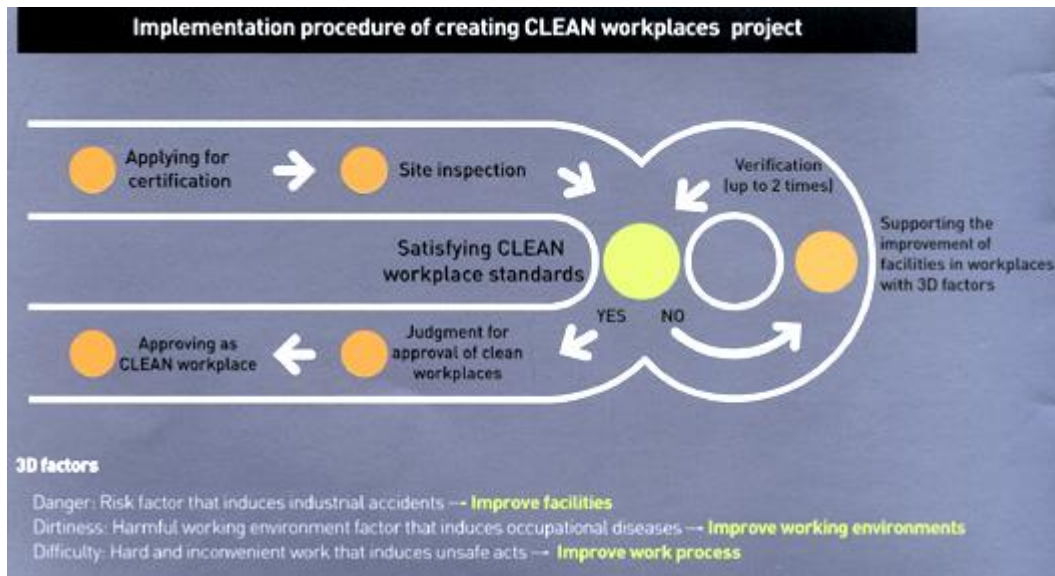 Implementation procedure of creating CLEAN workplaces project
Applying for
certification
Site inspection
Verification
(up to 2 times)
Satisfying CLEAN
workplace standards
Supporting the
improvement of
facilities in workplaces
with 3D factors
YES
NO
Judgment for
approval of clean
workplaces
Approving as
CLEAN workplace
3D factors
Danger: Risk factor that induces industrial accidents → Improve facilities
Dirtiness: Harmful working environment factor that induces occupational diseases → Improve working environments
Difficulty: Hard and inconvenient work that induces unsafe acts → Improve work process